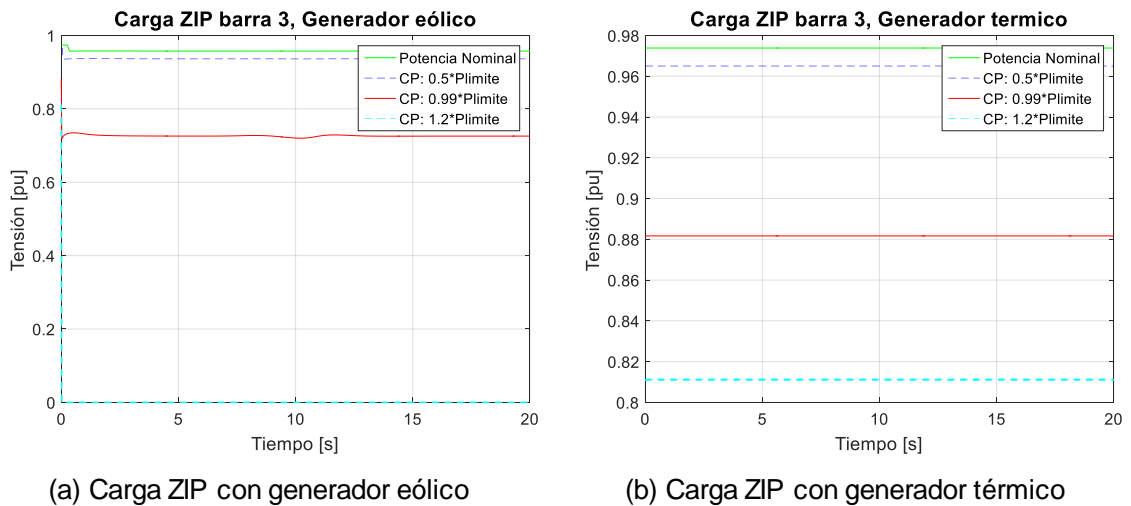 Carga ZIP barra 3, Generador eólico
1
0.8
0.6
0.4
0.2
0
Tensión [pu]
Potencia Nominal
CP: 0.5*Plimite
CP: 0.99*Plimite
CP: 1.2*Plimite
0 5 10 15 20
Tiempo [s]
(a) Carga ZIP con generador eólico
Carga ZIP barra 3, Generador termico
0.98
0.96
0.94
0.92
0.9
0.88
0.86
0.84
0.82
0.8
Tensión [pu]
Potencia Nominal
CP: 0.5*Plimite
CP: 0.99*Plimite
CP: 1.2*Plimite
0 5 10 15 20
Tiempo [s]
(b) Carga ZIP con generador térmico